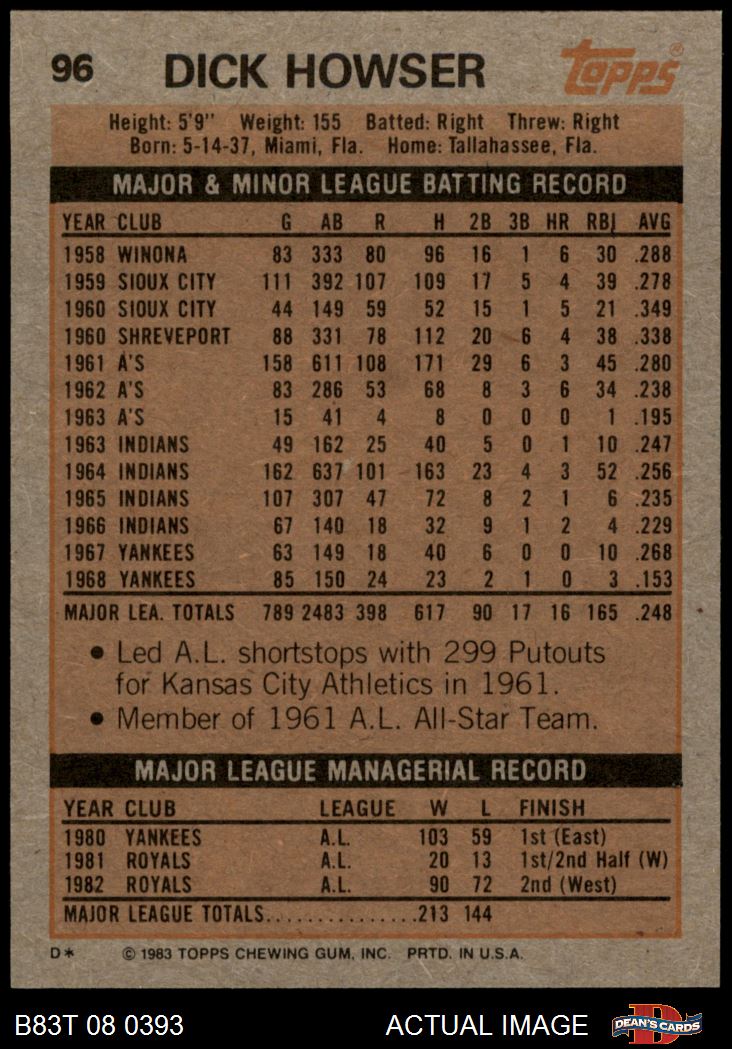 96 DICK HOWSER Topps®
Height: 5'9" Weight: 155 Batted: Right Threw: Right
Born: 5-14-37, Miami, Fla. Home: Tallahassee, Fla.
MAJOR & MINOR LEAGUE BATTING RECORD
YEAR CLUB G AB R H 2B 3B HR RBI AVG
1958 WINONA 83 333 80 96 16 1 6 30 .288
1959 SIOUX CITY 111 392 107 109 17 5 4 39 .278
1960 SIOUX CITY 44 149 59 52 15 1 5 21 .349
1960 SHREVEPORT 88 331 78 112 20 6 4 38 .338
1961 A'S 158 611 108 171 29 6 3 45 .280
1962 A'S 83 286 53 68 8 3 6 34 .238
1963 A'S 15 41 4 8 0 0 0 1 .195
1963 INDIANS 49 162 25 40 5 0 1 10 .247
1964 INDIANS 162 637 101 163 23 4 3 52 .256
1965 INDIANS 107 307 47 72 8 2 1 6 .235
1966 INDIANS 67 140 18 32 9 1 2 4 .229
1967 YANKEES 63 149 18 40 6 0 0 10 .268
1968 YANKEES 85 150 24 23 2 1 0 3 .153
MAJOR LEA. TOTALS 789 2483 398 617 90 17 16 165 .248
• Led A.L. shortstops with 299 Putouts
for Kansas City Athletics in 1961.
• Member of 1961 A.L. All-Star Team.
MAJOR LEAGUE MANAGERIAL RECORD
YEAR CLUB LEAGUE W L FINISH
1980 YANKEES A.L. 103 59 1st (East)
1981 ROYALS A.L. 20 13 1st/2nd Half (W)
1982 ROYALS A.L. 90 72 2nd (West)
MAJOR LEAGUE TOTALS...............213 144
D* © 1983 TOPPS CHEWING GUM, INC. PRTD. IN U.S.A.
B83T 08 0393 ACTUAL IMAGE D DEAN'S CARDS